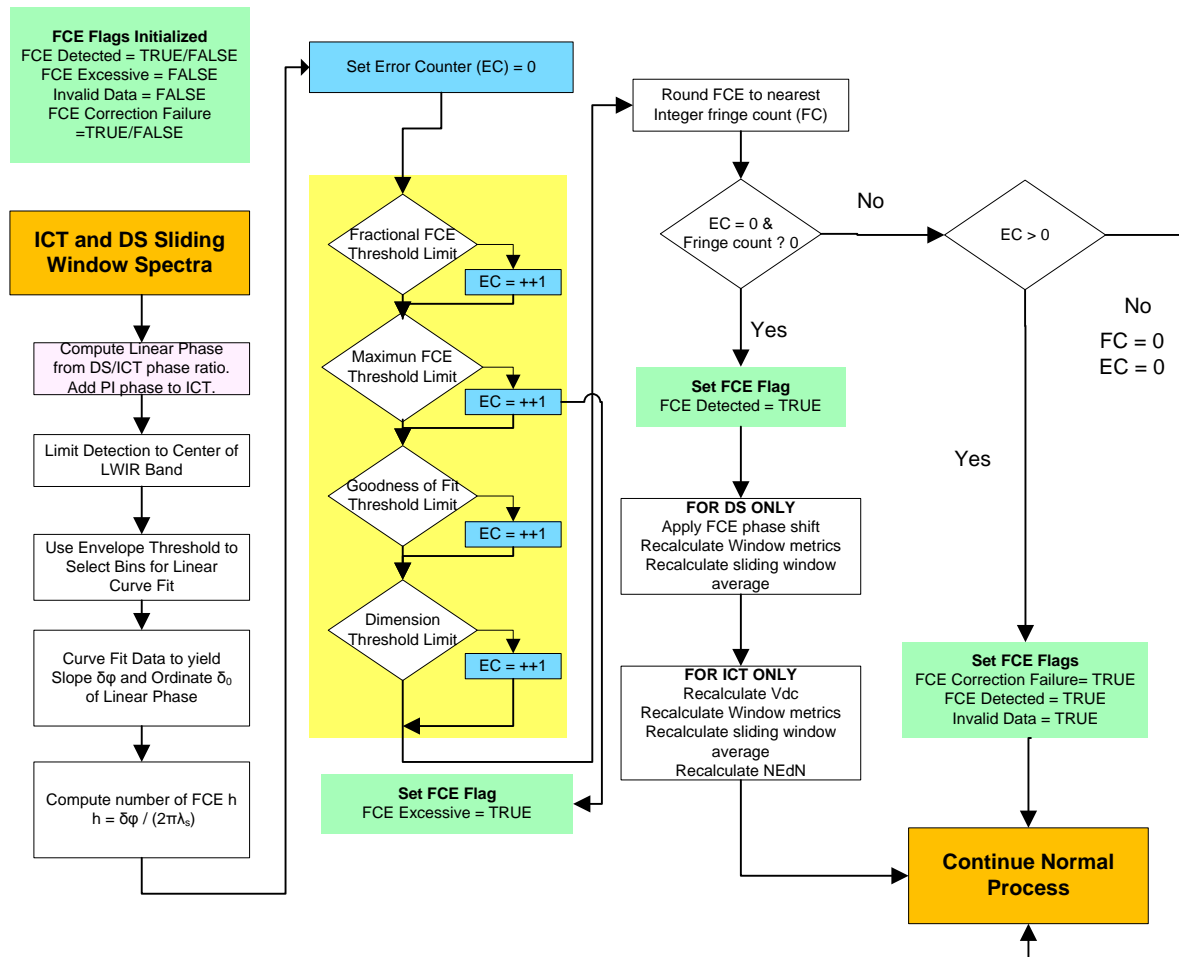 FCE Flags Initialized
FCE Detected = TRUE/FALSE
FCE Excessive = FALSE
Invalid Data = FALSE
FCE Correction Failure
=TRUE/FALSE
ICT and DS Sliding
Window Spectra
Compute Linear Phase
from DS/ICT phase ratio.
Add PI phase to ICT.
Limit Detection to Center of
LWIR Band
Use Envelope Threshold to
Select Bins for Linear
Curve Fit
Curve Fit Data to yield
Slope δφ and Ordinate δ₀
of Linear Phase
Compute number of FCE h
h = δφ / (2πλₛ)
Set Error Counter (EC) = 0
Fractional FCE
Threshold Limit
EC = ++1
Maximun FCE
Threshold Limit
EC = ++1
Goodness of Fit
Threshold Limit
EC = ++1
Dimension
Threshold Limit
EC = ++1
Set FCE Flag
FCE Excessive = TRUE
Round FCE to nearest
Integer fringe count (FC)
EC = 0 &
Fringe count ? 0
No
Yes
Set FCE Flag
FCE Detected = TRUE
FOR DS ONLY
Apply FCE phase shift
Recalculate Window metrics
Recalculate sliding window
average
FOR ICT ONLY
Recalculate Vdc
Recalculate Window metrics
Recalculate sliding window
average
Recalculate NEdN
EC > 0
No
FC = 0
EC = 0
Yes
Set FCE Flags
FCE Correction Failure= TRUE
FCE Detected = TRUE
Invalid Data = TRUE
Continue Normal
Process